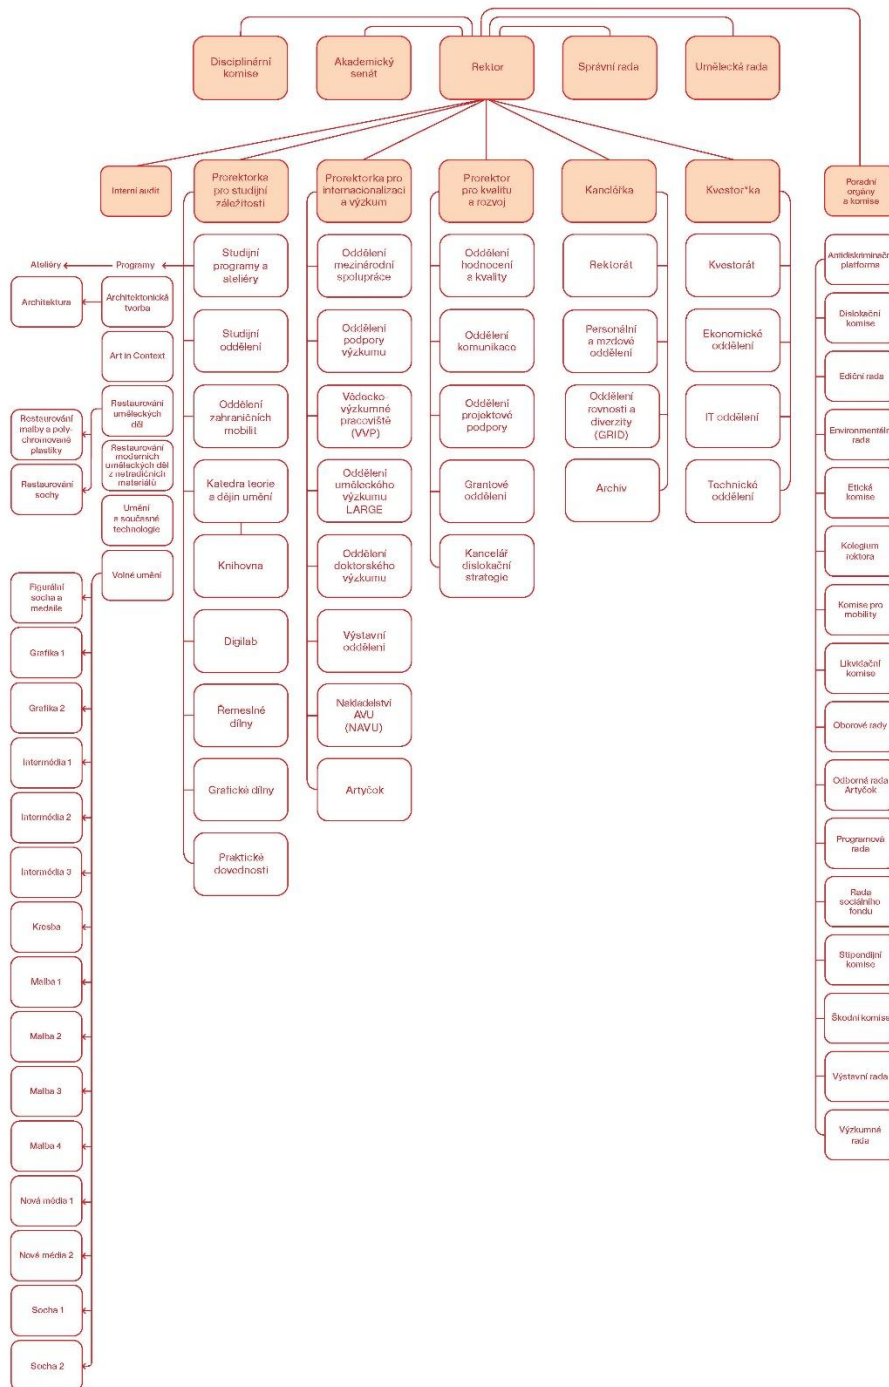 Disciplinární
komise
Akademický
senát
Rektor
Správní rada
Umělecká rada
Interní audit
Prorektorka
pro studijní
záležitosti
Prorektorka pro
internacionalizaci
a výzkum
Prorektor
pro kvalitu
a rozvoj
Kancléřka
Kvestor*ka
Poradní
orgány
a komise
Ateliéry
Programy
Architektura
Architektonická
tvorba
Art in Context
Restaurování
uměleckých
děl
Restaurování
malby a poly-
chromované
plastiky
Restaurování
moderních
uměleckých děl
z netradičních
materiálů
Restaurování
sochy
Umění
a současné
technologie
Volné umění
Figurální
socha a
medaile
Grafika 1
Grafika 2
Intermédia 1
Intermédia 2
Intermédia 3
Kresba
Malba 1
Malba 2
Malba 3
Malba 4
Nová média 1
Nová média 2
Socha 1
Socha 2
Studijní
programy a
ateliéry
Studijní
oddělení
Oddělení
zahraničních
mobilit
Katedra teorie
a dějin umění
Knihovna
Digilab
Řemeslné
dílny
Grafické dílny
Praktické
dovednosti
Oddělení
mezinárodní
spolupráce
Oddělení
podpory
výzkumu
Vědecko-
výzkumné
pracoviště
(VVP)
Oddělení
uměleckého
výzkumu
LARGE
Oddělení
doktorského
výzkumu
Výstavní
oddělení
Nakladatelství
AVU
(NAVU)
Artyčok
Oddělení
hodnocení
a kvality
Oddělení
komunikace
Oddělení
projektové
podpory
Grantové
oddělení
Kancelář
dislokační
strategie
Rektorát
Personální
a mzdové
oddělení
Oddělení
rovnosti a
diverzity
(GRID)
Archiv
Kvestorát
Ekonomické
oddělení
IT oddělení
Technické
oddělení
Antidiskriminační
platforma
Dislokační
komise
Ediční rada
Environmentální
rada
Etická
komise
Kolegium
rektora
Komise pro
mobility
Likvidační
komise
Oborové rady
Odborná rada
Artyčok
Programová
rada
Rada
sociálního
fondu
Stipendijní
komise
Škodní komise
Výstavní rada
Výzkumná
rada